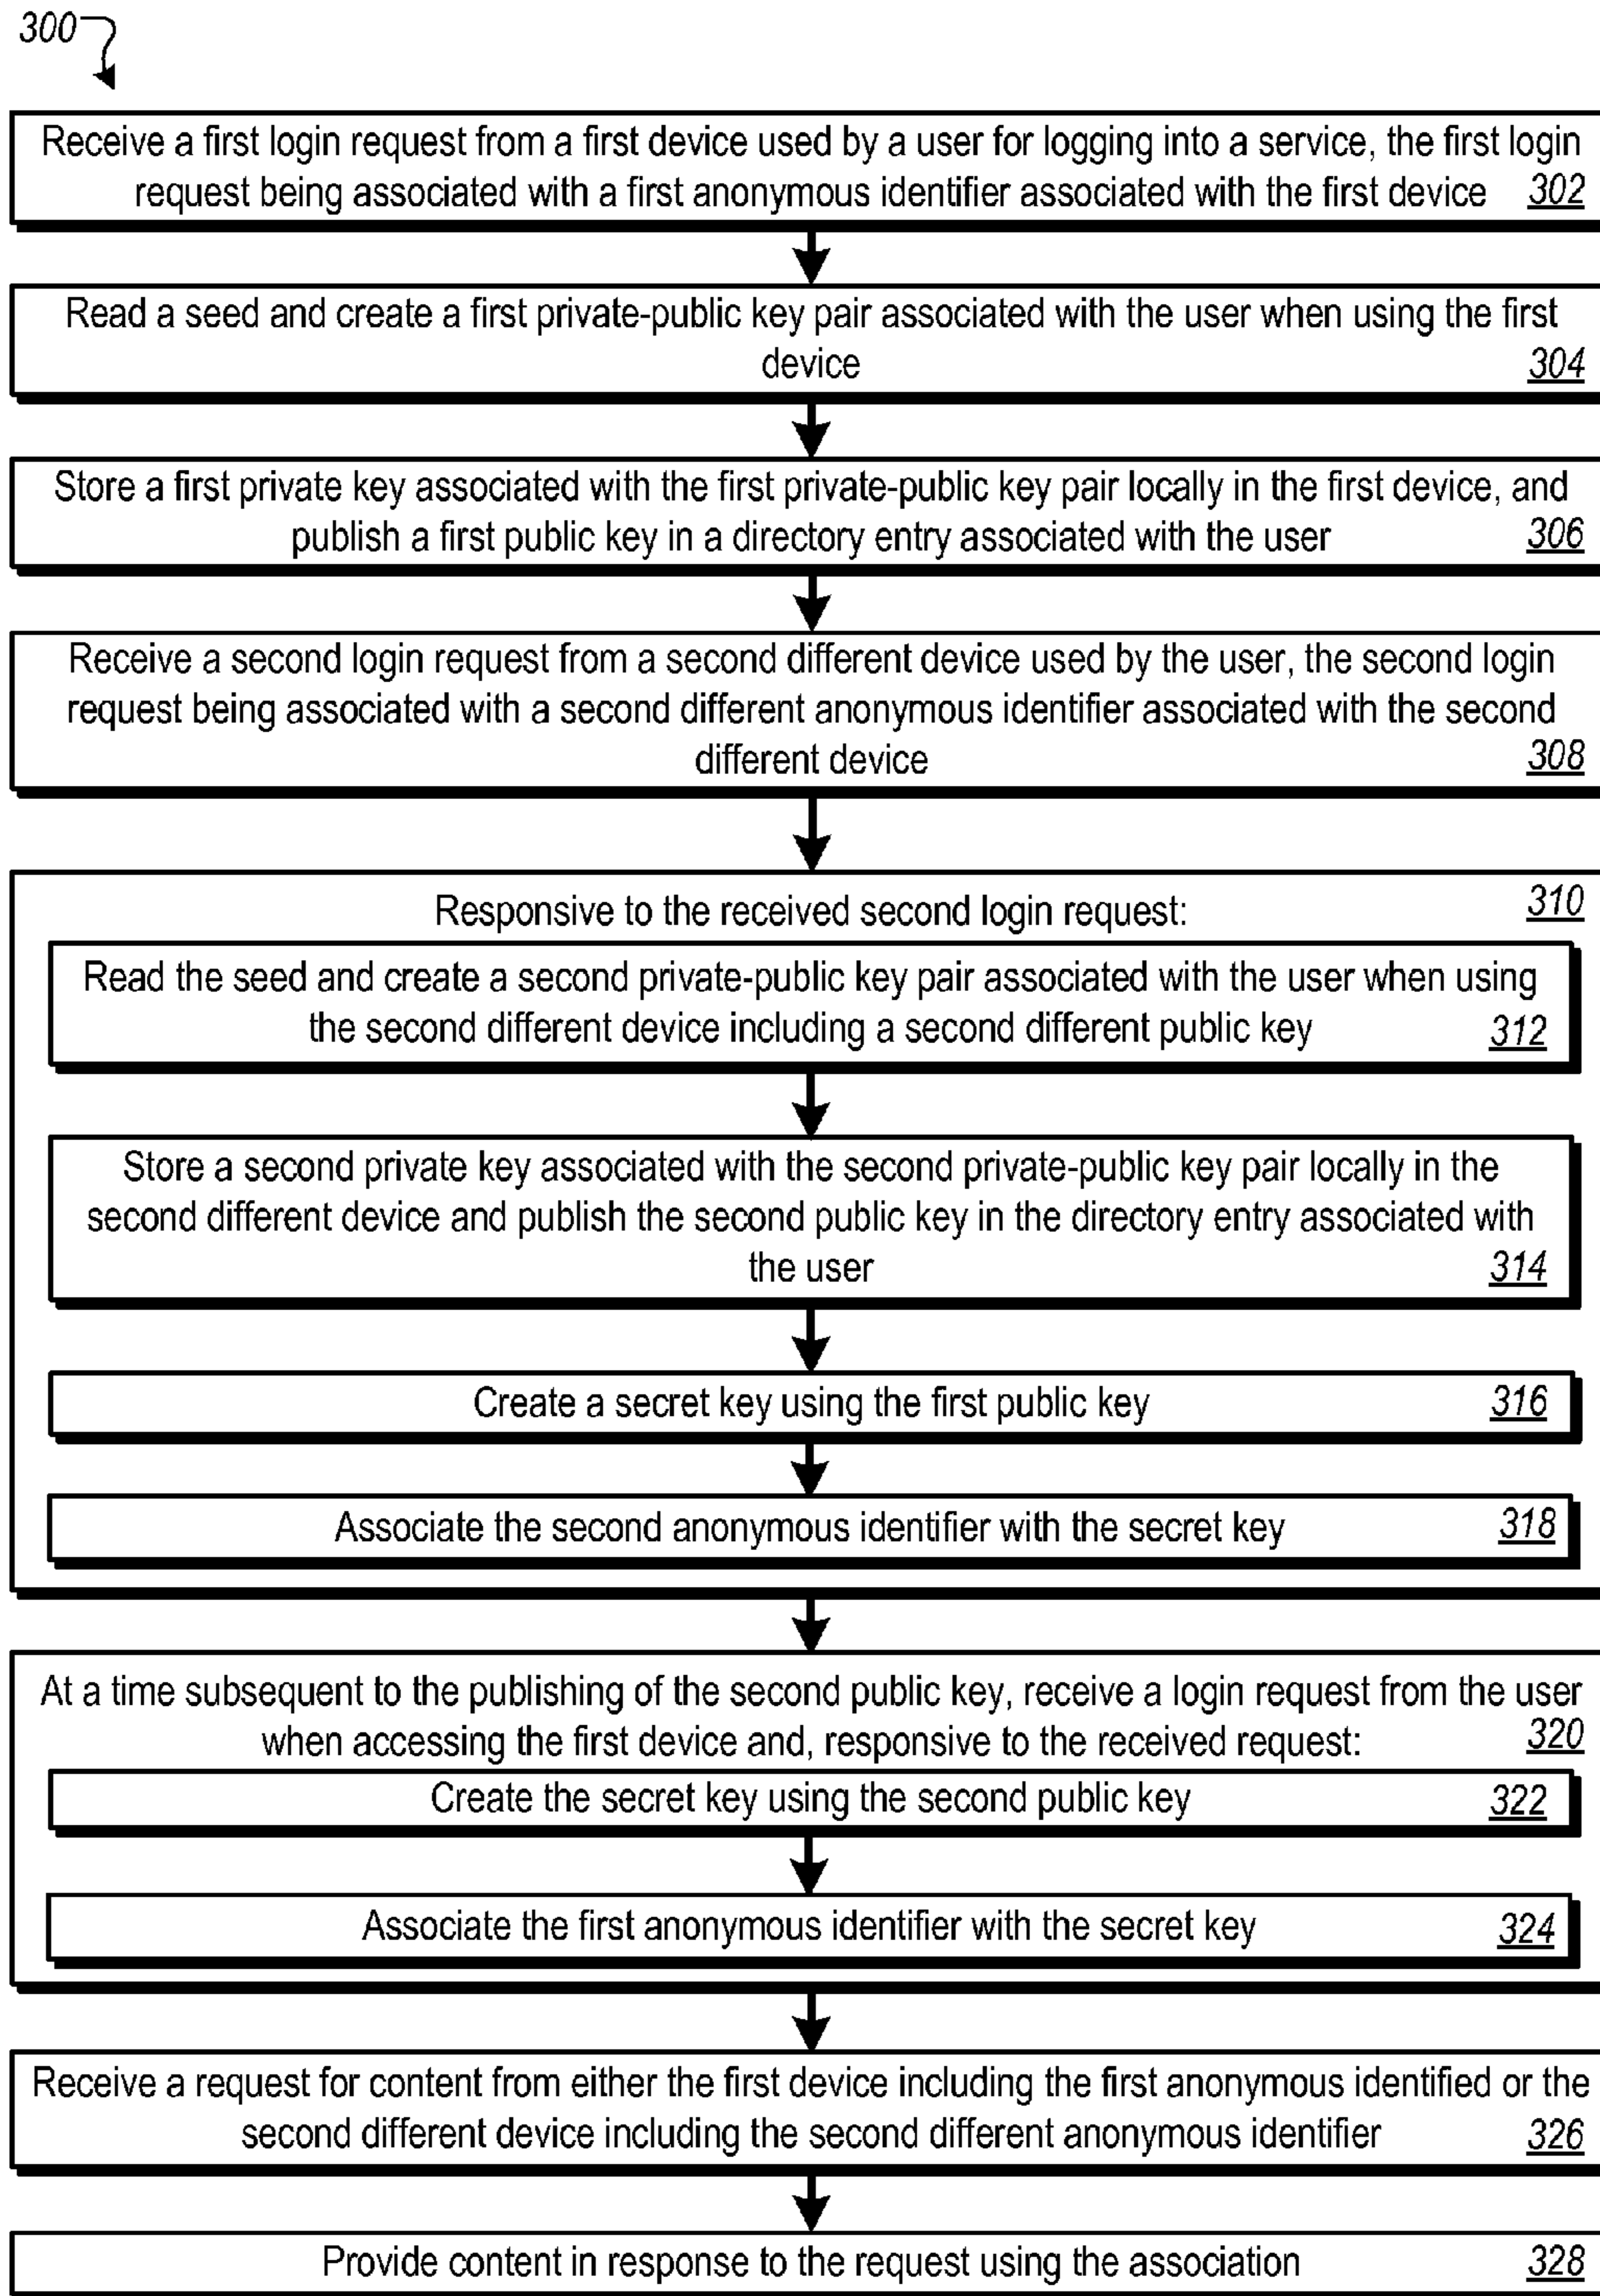 300
Receive a first login request from a first device used by a user for logging into a service, the first login
request being associated with a first anonymous identifier associated with the first device 302
Read a seed and create a first private-public key pair associated with the user when using the first
device 304
Store a first private key associated with the first private-public key pair locally in the first device, and
publish a first public key in a directory entry associated with the user 306
Receive a second login request from a second different device used by the user, the second login
request being associated with a second different anonymous identifier associated with the second
different device 308
Responsive to the received second login request: 310
Read the seed and create a second private-public key pair associated with the user when using
the second different device including a second different public key 312
Store a second private key associated with the second private-public key pair locally in the
second different device and publish the second public key in the directory entry associated with
the user 314
Create a secret key using the first public key 316
Associate the second anonymous identifier with the secret key 318
At a time subsequent to the publishing of the second public key, receive a login request from the user
when accessing the first device and, responsive to the received request: 320
Create the secret key using the second public key 322
Associate the first anonymous identifier with the secret key 324
Receive a request for content from either the first device including the first anonymous identified or the
second different device including the second different anonymous identifier 326
Provide content in response to the request using the association 328